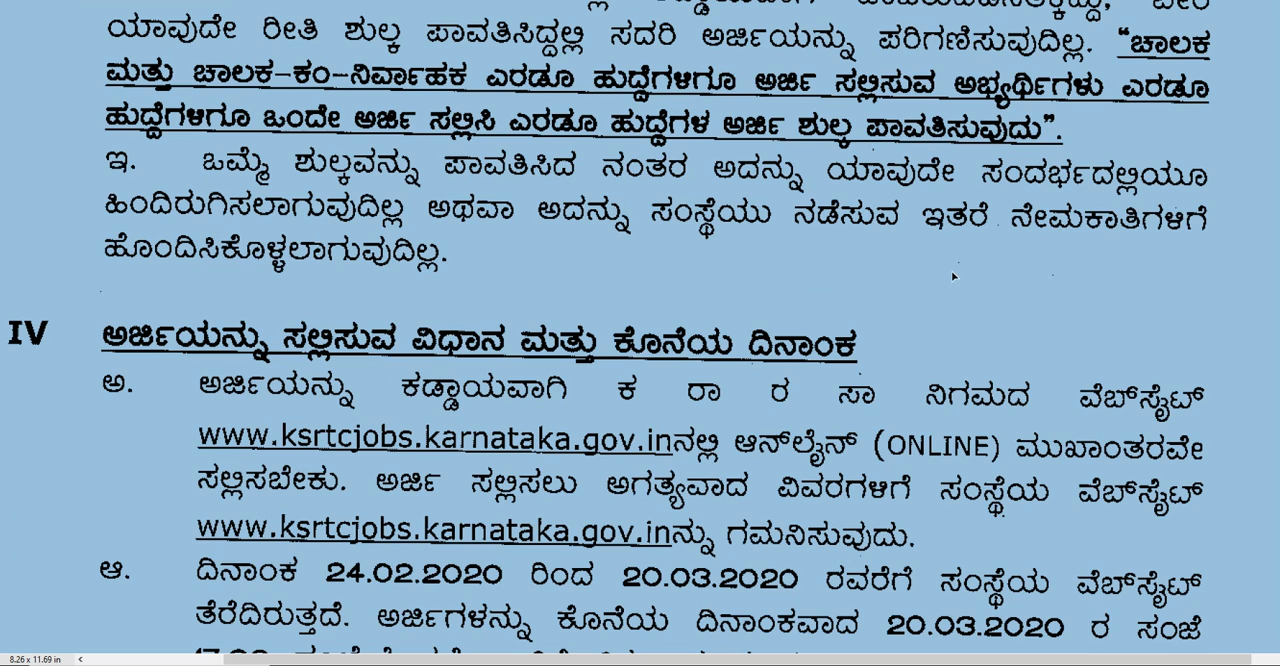 ಯಾವುದೇ ರೀತಿ ಶುಲ್ಕ ಪಾವತಿಸಿದ್ದಲ್ಲಿ ಸದರಿ ಅರ್ಜಿಯನ್ನು ಪರಿಗಣಿಸುವುದಿಲ್ಲ. "ಚಾಲಕ
ಮತ್ತು ಚಾಲಕ-ಕಂ-ನಿರ್ವಾಹಕ ಎರಡೂ ಹುದ್ದೆಗಳಿಗೂ ಅರ್ಜಿ ಸಲ್ಲಿಸುವ ಅಭ್ಯರ್ಥಿಗಳು ಎರಡೂ
ಹುದ್ದೆಗಳಿಗೂ ಒಂದೇ ಅರ್ಜಿ ಸಲ್ಲಿಸಿ ಎರಡೂ ಹುದ್ದೆಗಳ ಅರ್ಜಿ ಶುಲ್ಕ ಪಾವತಿಸುವುದು".
ಇ. ಒಮ್ಮೆ ಶುಲ್ಕವನ್ನು ಪಾವತಿಸಿದ ನಂತರ ಅದನ್ನು ಯಾವುದೇ ಸಂದರ್ಭದಲ್ಲಿಯೂ
ಹಿಂದಿರುಗಿಸಲಾಗುವುದಿಲ್ಲ ಅಥವಾ ಅದನ್ನು ಸಂಸ್ಥೆಯು ನಡೆಸುವ ಇತರೆ ನೇಮಕಾತಿಗಳಿಗೆ
ಹೊಂದಿಸಿಕೊಳ್ಳಲಾಗುವುದಿಲ್ಲ.
IV ಅರ್ಜಿಯನ್ನು ಸಲ್ಲಿಸುವ ವಿಧಾನ ಮತ್ತು ಕೊನೆಯ ದಿನಾಂಕ
ಅ. ಅರ್ಜಿಯನ್ನು ಕಡ್ಡಾಯವಾಗಿ ಕ ರಾ ರ ಸಾ ನಿಗಮದ ವೆಬ್‌ಸೈಟ್
www.ksrtcjobs.karnataka.gov.inನಲ್ಲಿ ಆನ್‌ಲೈನ್ (ONLINE) ಮುಖಾಂತರವೇ
ಸಲ್ಲಿಸಬೇಕು. ಅರ್ಜಿ ಸಲ್ಲಿಸಲು ಅಗತ್ಯವಾದ ವಿವರಗಳಿಗೆ ಸಂಸ್ಥೆಯ ವೆಬ್‌ಸೈಟ್
www.ksrtcjobs.karnataka.gov.inನ್ನು ಗಮನಿಸುವುದು.
ಆ. ದಿನಾಂಕ 24.02.2020 ರಿಂದ 20.03.2020 ರವರೆಗೆ ಸಂಸ್ಥೆಯ ವೆಬ್‌ಸೈಟ್
ತೆರೆದಿರುತ್ತದೆ. ಅರ್ಜಿಗಳನ್ನು ಕೊನೆಯ ದಿನಾಂಕವಾದ 20.03.2020 ರ ಸಂಜೆ
8.26 x 11.69 in